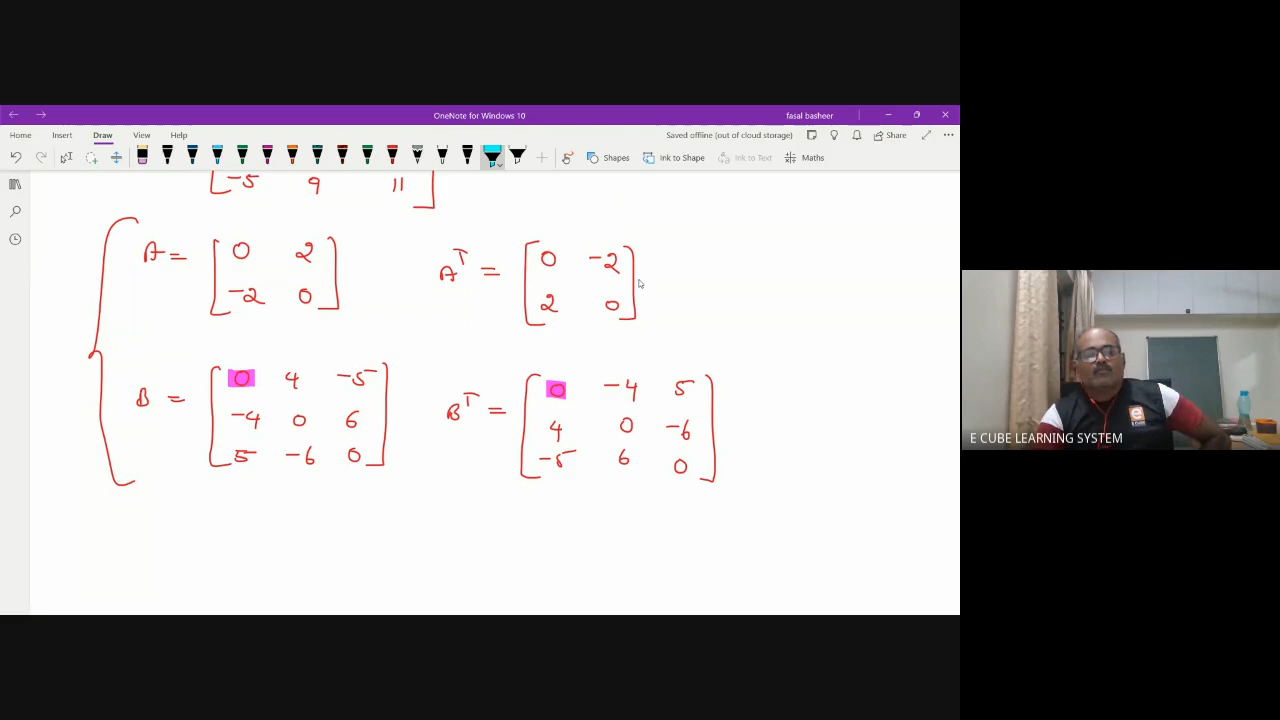 OneNote for Windows 10
fasal basheer
Home Insert Draw View Help
Saved offline (out of cloud storage)
Share
Shapes
Ink to Shape
Ink to Text
Maths
-5 9 11
A = [ 0 2
-2 0 ]
A^T = [ 0 -2
2 0 ]
B = [ 0 4 -5
-4 0 6
5 -6 0 ]
B^T = [ 0 -4 5
4 0 -6
-5 6 0 ]
E CUBE LEARNING SYSTEM